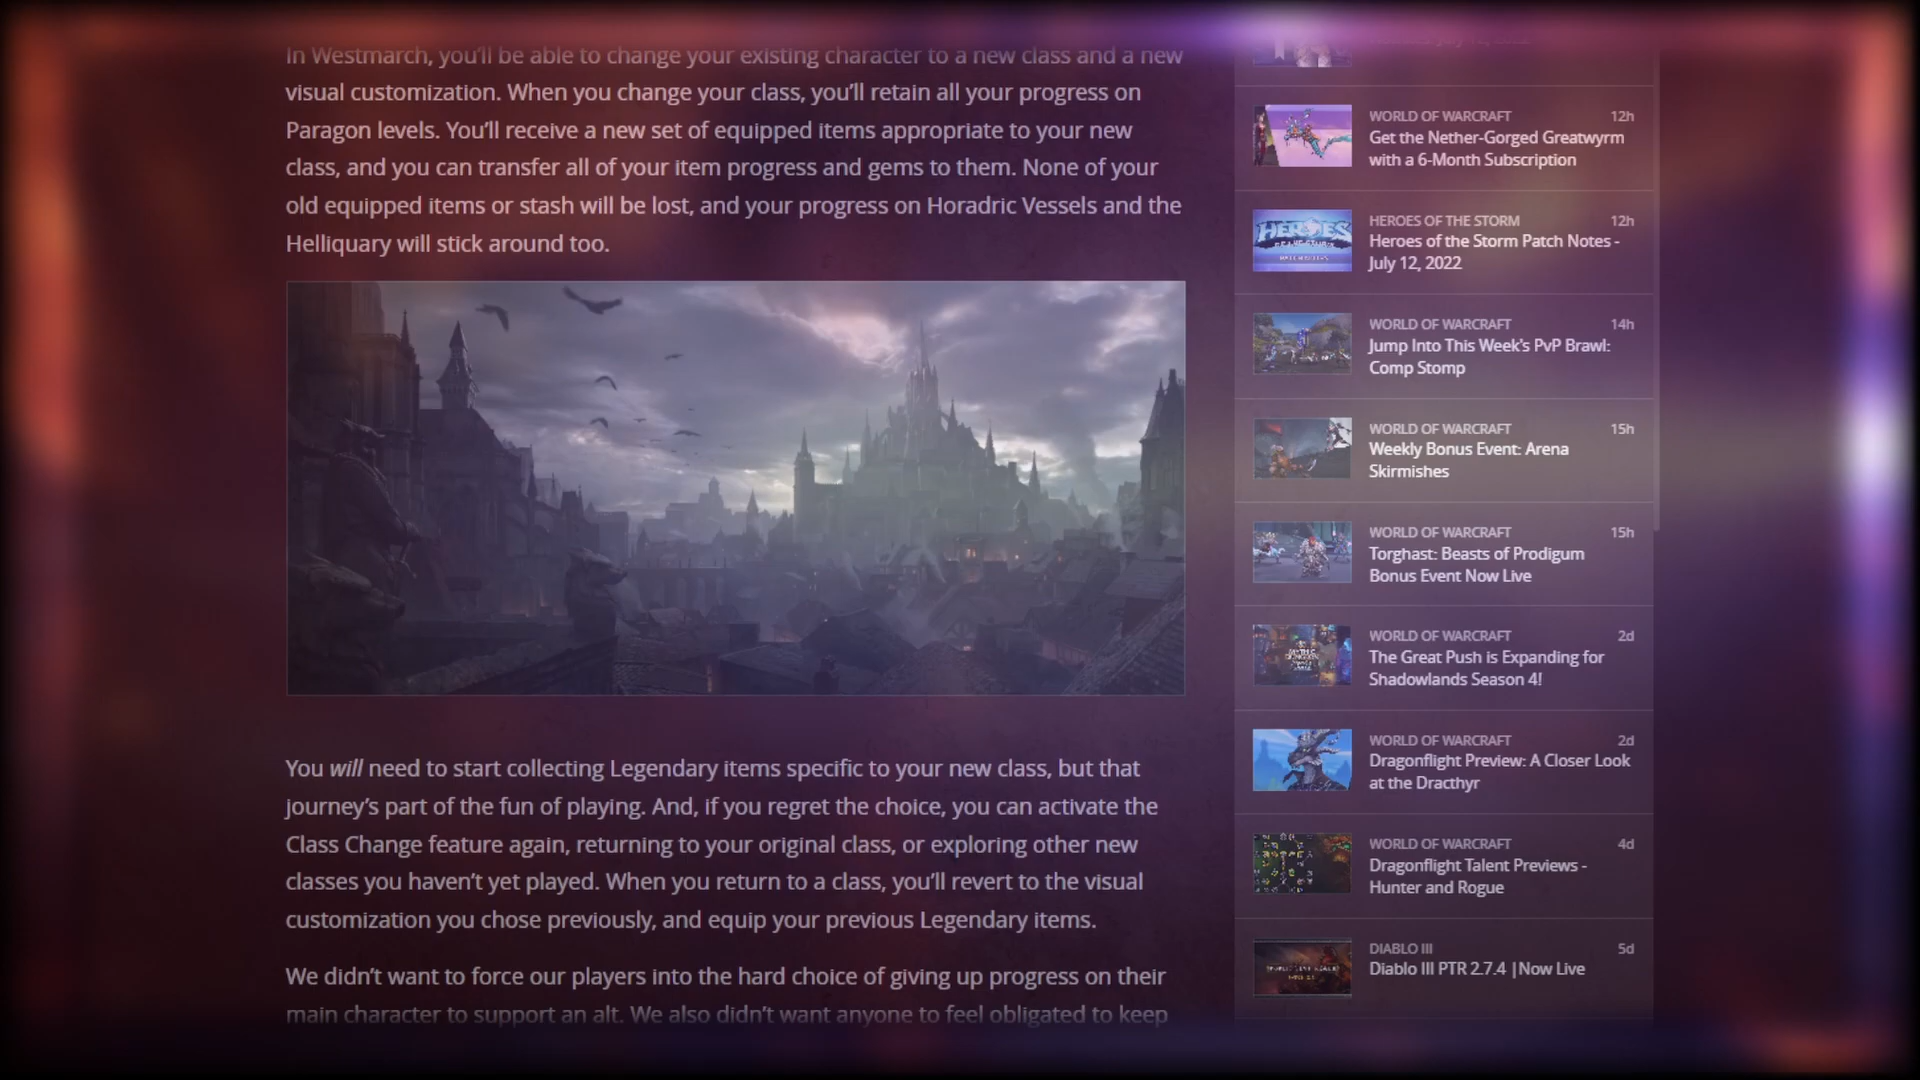 In Westmarch, you'll be able to change your existing character to a new class and a new
visual customization. When you change your class, you'll retain all your progress on
Paragon levels. You'll receive a new set of equipped items appropriate to your new
class, and you can transfer all of your item progress and gems to them. None of your
old equipped items or stash will be lost, and your progress on Horadric Vessels and the
Helliquary will stick around too.
You will need to start collecting Legendary items specific to your new class, but that
journey's part of the fun of playing. And, if you regret the choice, you can activate the
Class Change feature again, returning to your original class, or exploring other new
classes you haven't yet played. When you return to a class, you'll revert to the visual
customization you chose previously, and equip your previous Legendary items.
We didn't want to force our players into the hard choice of giving up progress on their
main character to support an alt. We also didn't want anyone to feel obligated to keep
WORLD OF WARCRAFT 12h
Get the Nether-Gorged Greatwyrm
with a 6-Month Subscription
HEROES
HEROES OF THE STORM 12h
Heroes of the Storm Patch Notes -
July 12, 2022
WORLD OF WARCRAFT 14h
Jump Into This Week's PvP Brawl:
Comp Stomp
WORLD OF WARCRAFT 15h
Weekly Bonus Event: Arena
Skirmishes
WORLD OF WARCRAFT 15h
Torghast: Beasts of Prodigum
Bonus Event Now Live
WORLD OF WARCRAFT 2d
The Great Push is Expanding for
Shadowlands Season 4!
WORLD OF WARCRAFT 2d
Dragonflight Preview: A Closer Look
at the Dracthyr
WORLD OF WARCRAFT 4d
Dragonflight Talent Previews -
Hunter and Rogue
DIABLO III 5d
Diablo III PTR 2.7.4 | Now Live